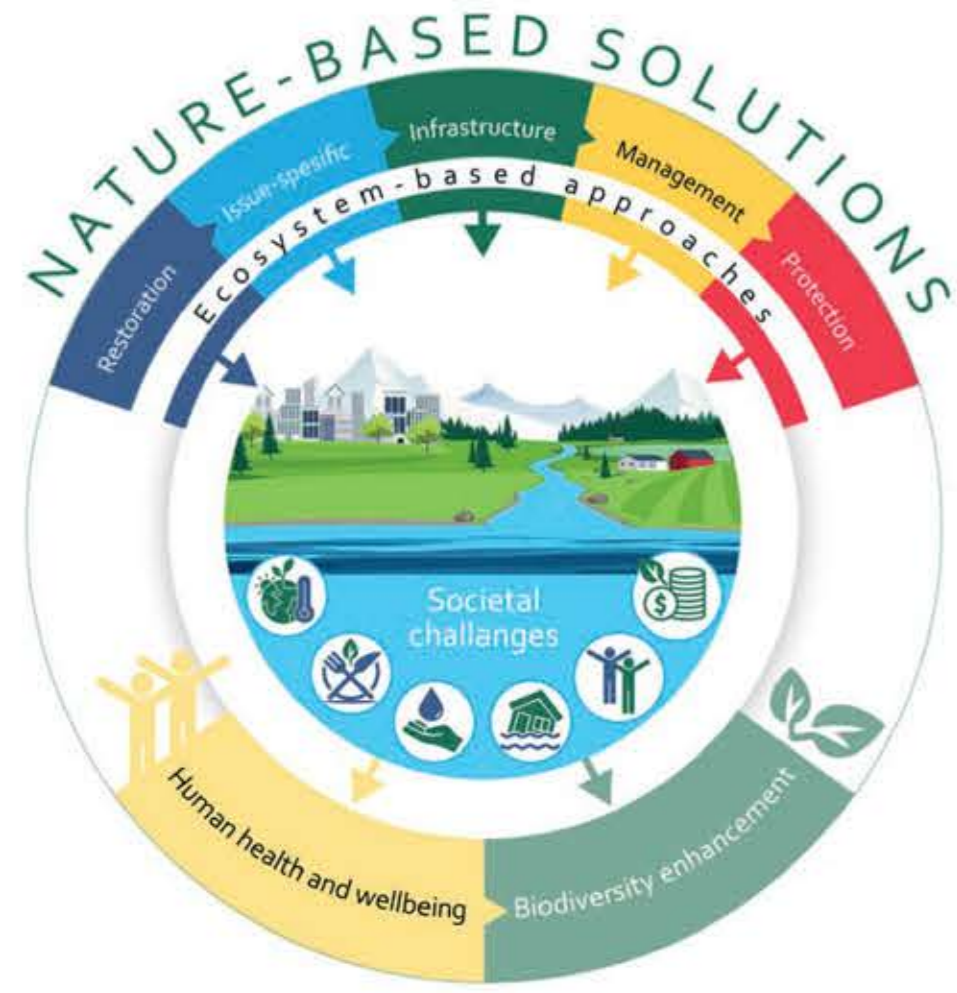 NATURE-BASED SOLUTIONS
Restoration
Issue-spesific
Infrastructure
Management
Protection
Ecosystem-based approaches
Societal
challanges
$
Human health and wellbeing
Biodiversity enhancement